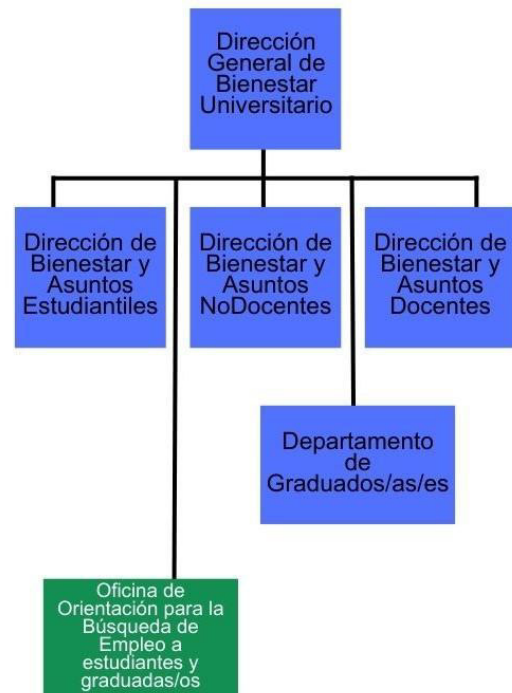 Dirección
General de
Bienestar
Universitario
Dirección de
Bienestar y
Asuntos
Estudiantiles
Dirección de
Bienestar y
Asuntos
NoDocentes
Dirección de
Bienestar y
Asuntos
Docentes
Departamento
de
Graduados/as/es
Oficina de
Orientación para la
Búsqueda de
Empleo a
estudiantes y
graduadas/os